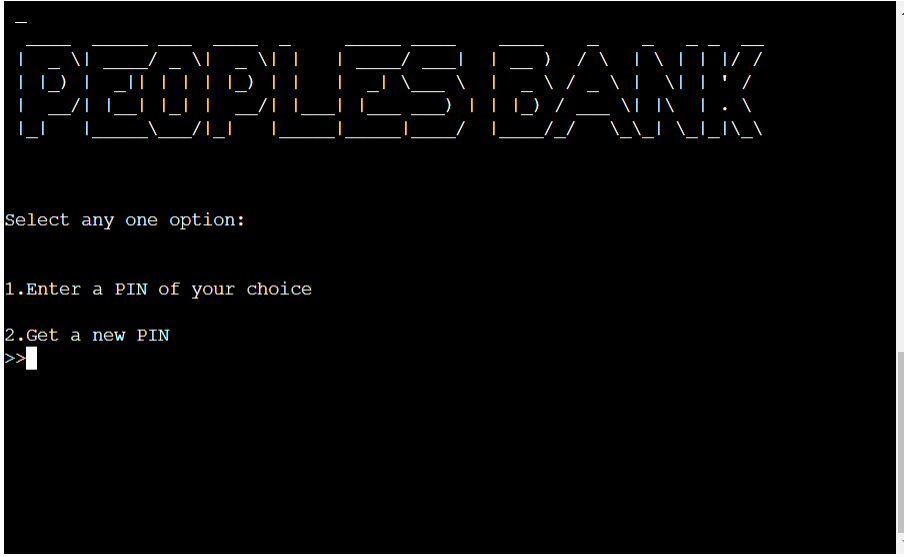 PEOPLES BANK
Select any one option:
1.Enter a PIN of your choice
2.Get a new PIN
>>